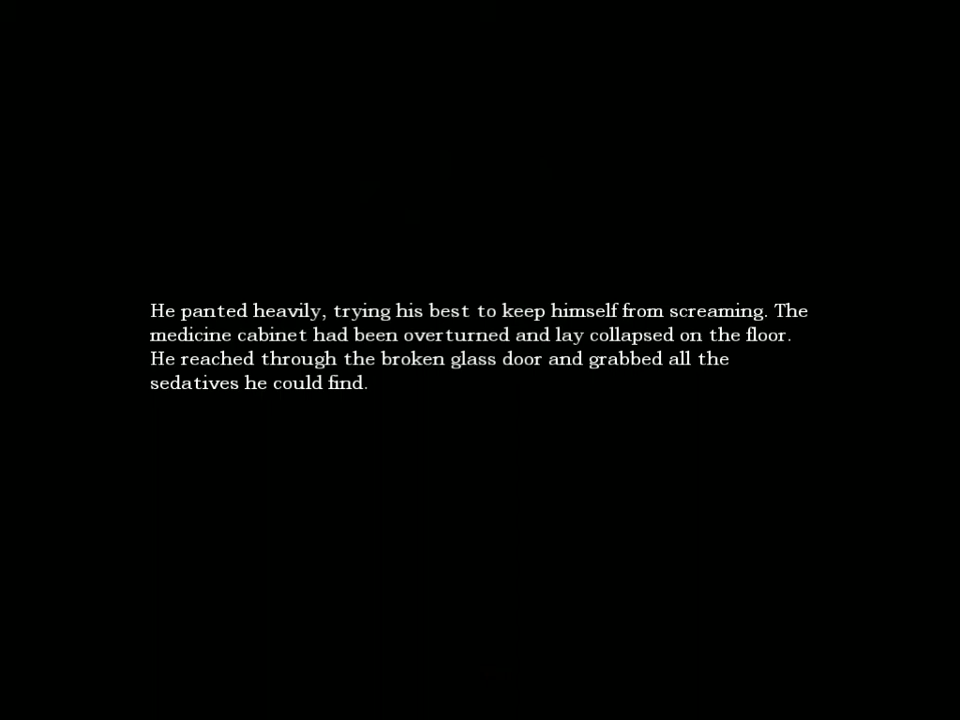 He panted heavily, trying his best to keep himself from screaming. The
medicine cabinet had been overturned and lay collapsed on the floor.
He reached through the broken glass door and grabbed all the
sedatives he could find.